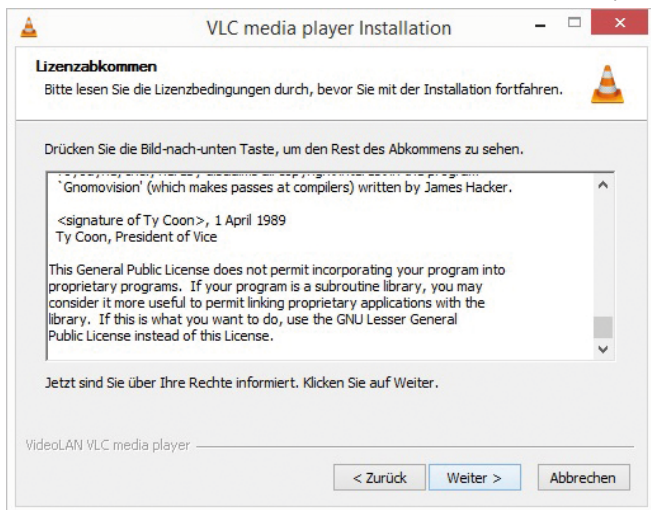 VLC media player Installation
Lizenzabkommen
Bitte lesen Sie die Lizenzbedingungen durch, bevor Sie mit der Installation fortfahren.
Drücken Sie die Bild-nach-unten Taste, um den Rest des Abkommens zu sehen.
`Gnomovision' (which makes passes at compilers) written by James Hacker.
<signature of Ty Coon>, 1 April 1989
Ty Coon, President of Vice
This General Public License does not permit incorporating your program into
proprietary programs. If your program is a subroutine library, you may
consider it more useful to permit linking proprietary applications with the
library. If this is what you want to do, use the GNU Lesser General
Public License instead of this License.
Jetzt sind Sie über Ihre Rechte informiert. Klicken Sie auf Weiter.
VideoLAN VLC media player
< Zurück Weiter > Abbrechen